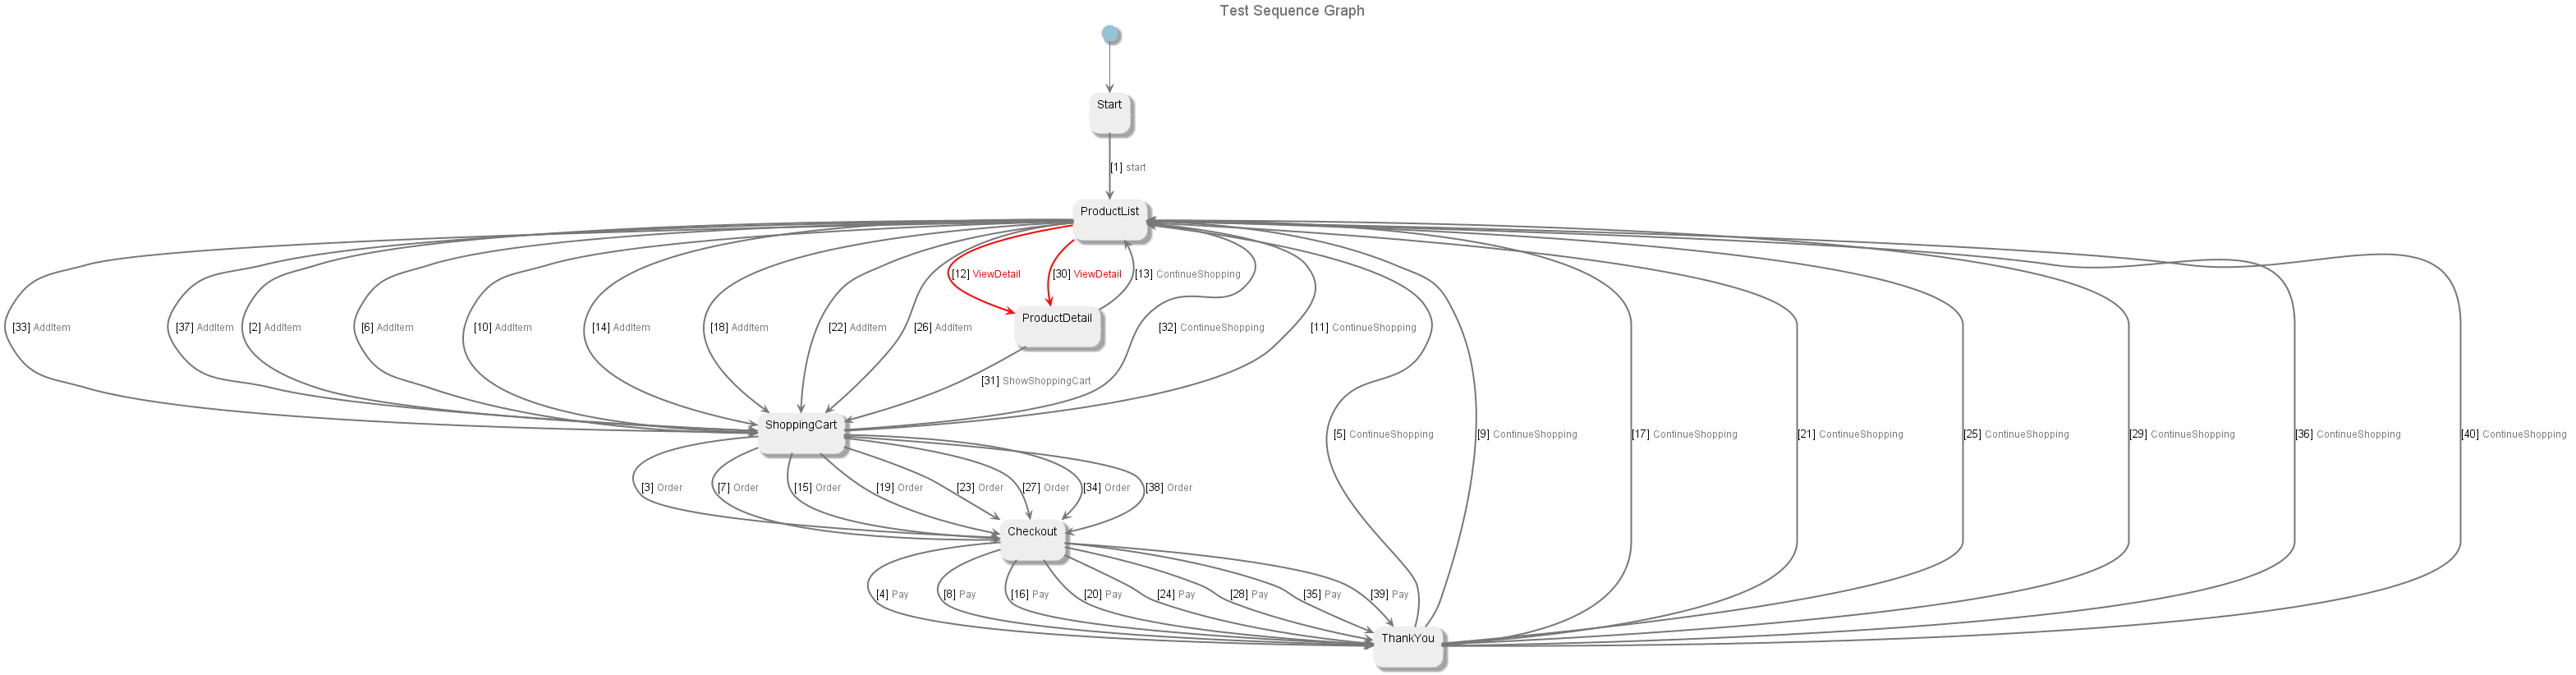 Test Sequence Graph
Start
[1] start
ProductList
[12] ViewDetail
[30] ViewDetail
[13] ContinueShopping
ProductDetail
[33] AddItem
[37] AddItem
[2] AddItem
[6] AddItem
[10] AddItem
[14] AddItem
[18] AddItem
[22] AddItem
[26] AddItem
[32] ContinueShopping
[11] ContinueShopping
[31] ShowShoppingCart
ShoppingCart
[5] ContinueShopping
[9] ContinueShopping
[17] ContinueShopping
[21] ContinueShopping
[25] ContinueShopping
[29] ContinueShopping
[36] ContinueShopping
[40] ContinueShopping
[3] Order
[7] Order
[15] Order
[19] Order
[23] Order
[27] Order
[34] Order
[38] Order
Checkout
[4] Pay
[8] Pay
[16] Pay
[20] Pay
[24] Pay
[28] Pay
[35] Pay
[39] Pay
ThankYou